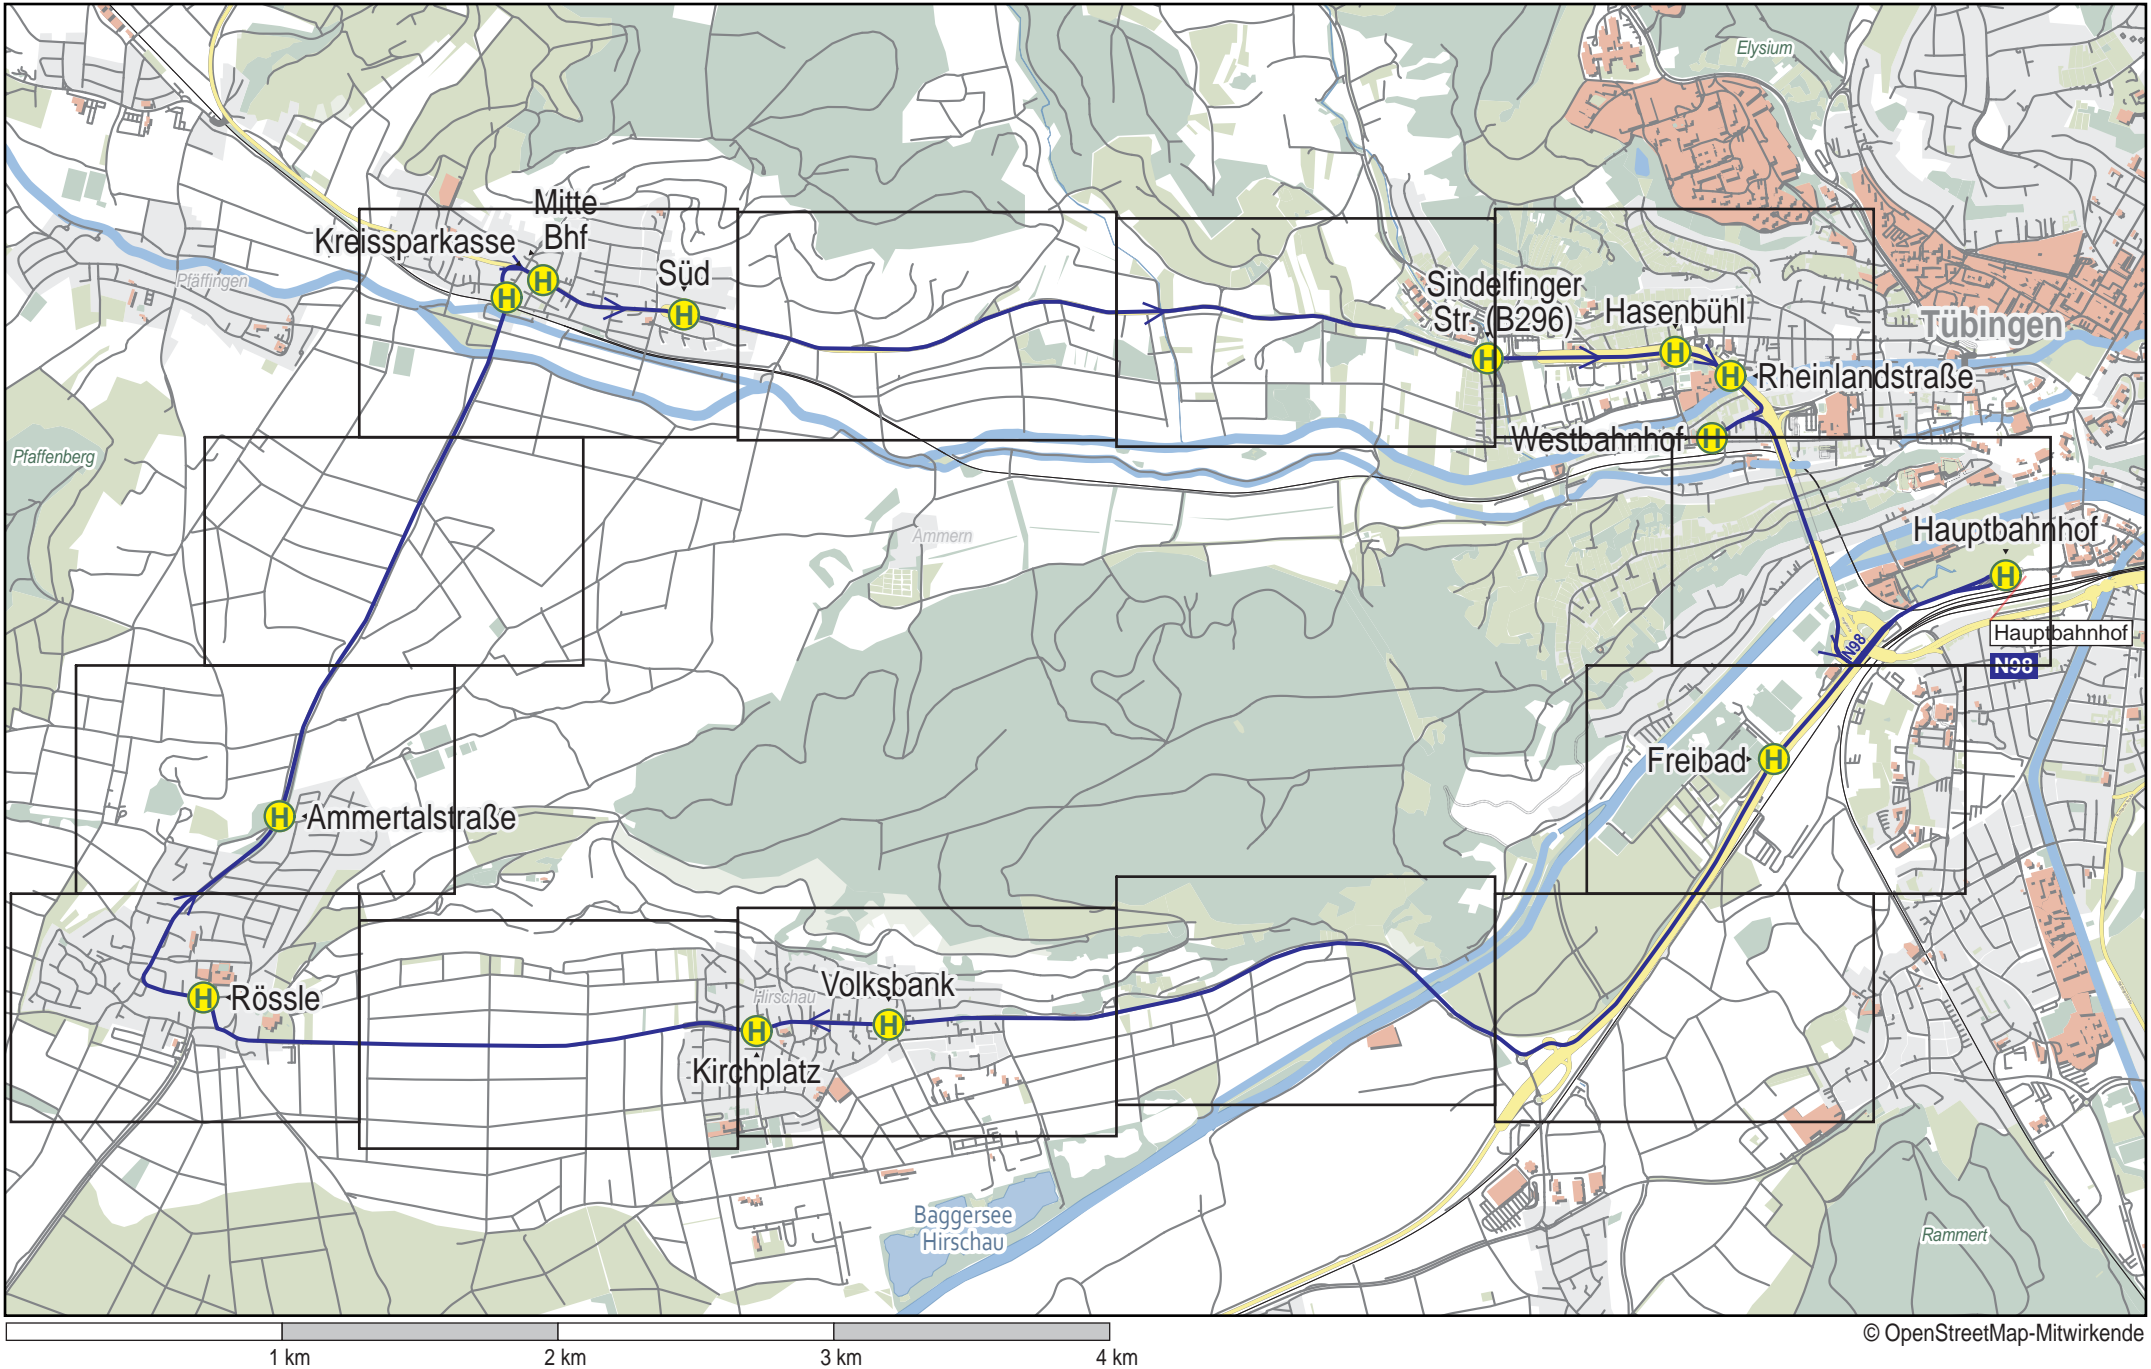 Elysium
Mitte
Bhf
Kreissparkasse
Süd
Pfäffingen
Sindelfinger
Str. (B296)
Hasenbühl
Tübingen
Rheinlandstraße
Westbahnhof
Pfaffenberg
Ammern
Hauptbahnhof
Hauptbahnhof
N98
N98
Freibad
Ammertalstraße
Rössle
Hirschau
Volksbank
Kirchplatz
Baggersee
Hirschau
Rammert
H
H
H
H
H
H
H
H
H
H
H
H
H
© OpenStreetMap-Mitwirkende
1 km
2 km
3 km
4 km